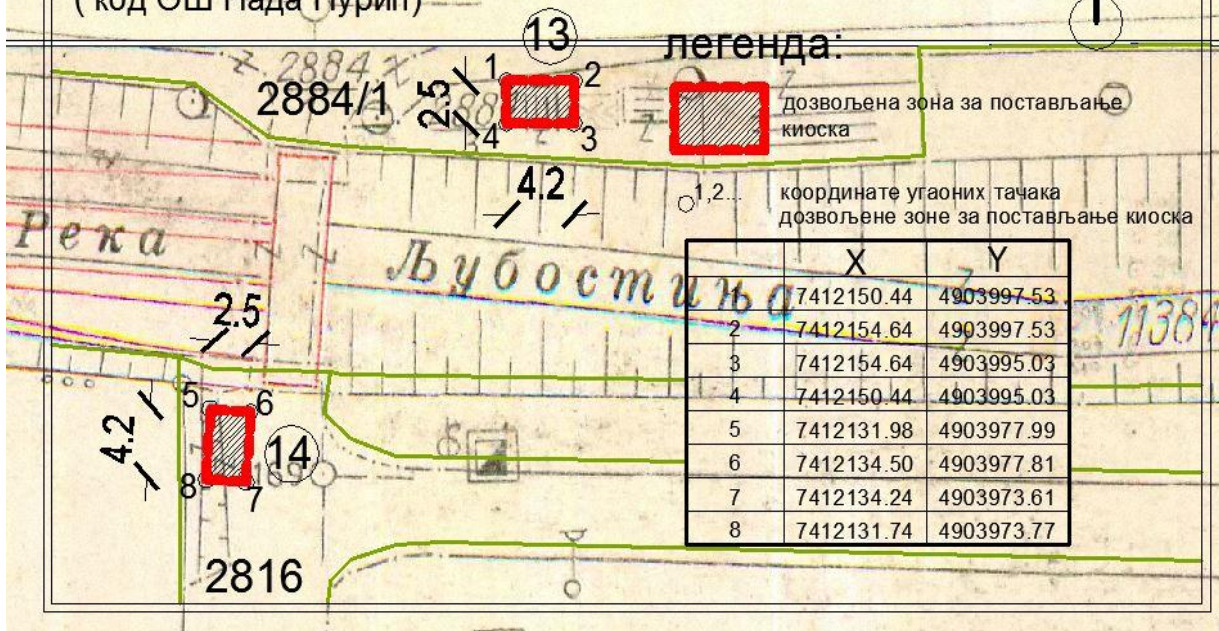 ( код ОШ Нада Пурић)
13
1
легенда:
2884
2884/1
1
2
2.5
4
3
4.2
дозвољена зона за постављање
киоска
1,2...
координате угаоних тачака
дозвољене зоне за постављање киоска
Река
Љубостиња
11384
X Y
7412150.44 4903997.53
2 7412154.64 4903997.53
3 7412154.64 4903995.03
4 7412150.44 4903995.03
5 7412131.98 4903977.99
6 7412134.50 4903977.81
7 7412134.24 4903973.61
8 7412131.74 4903973.77
2.5
5
6
4.2
14
8
7
2816